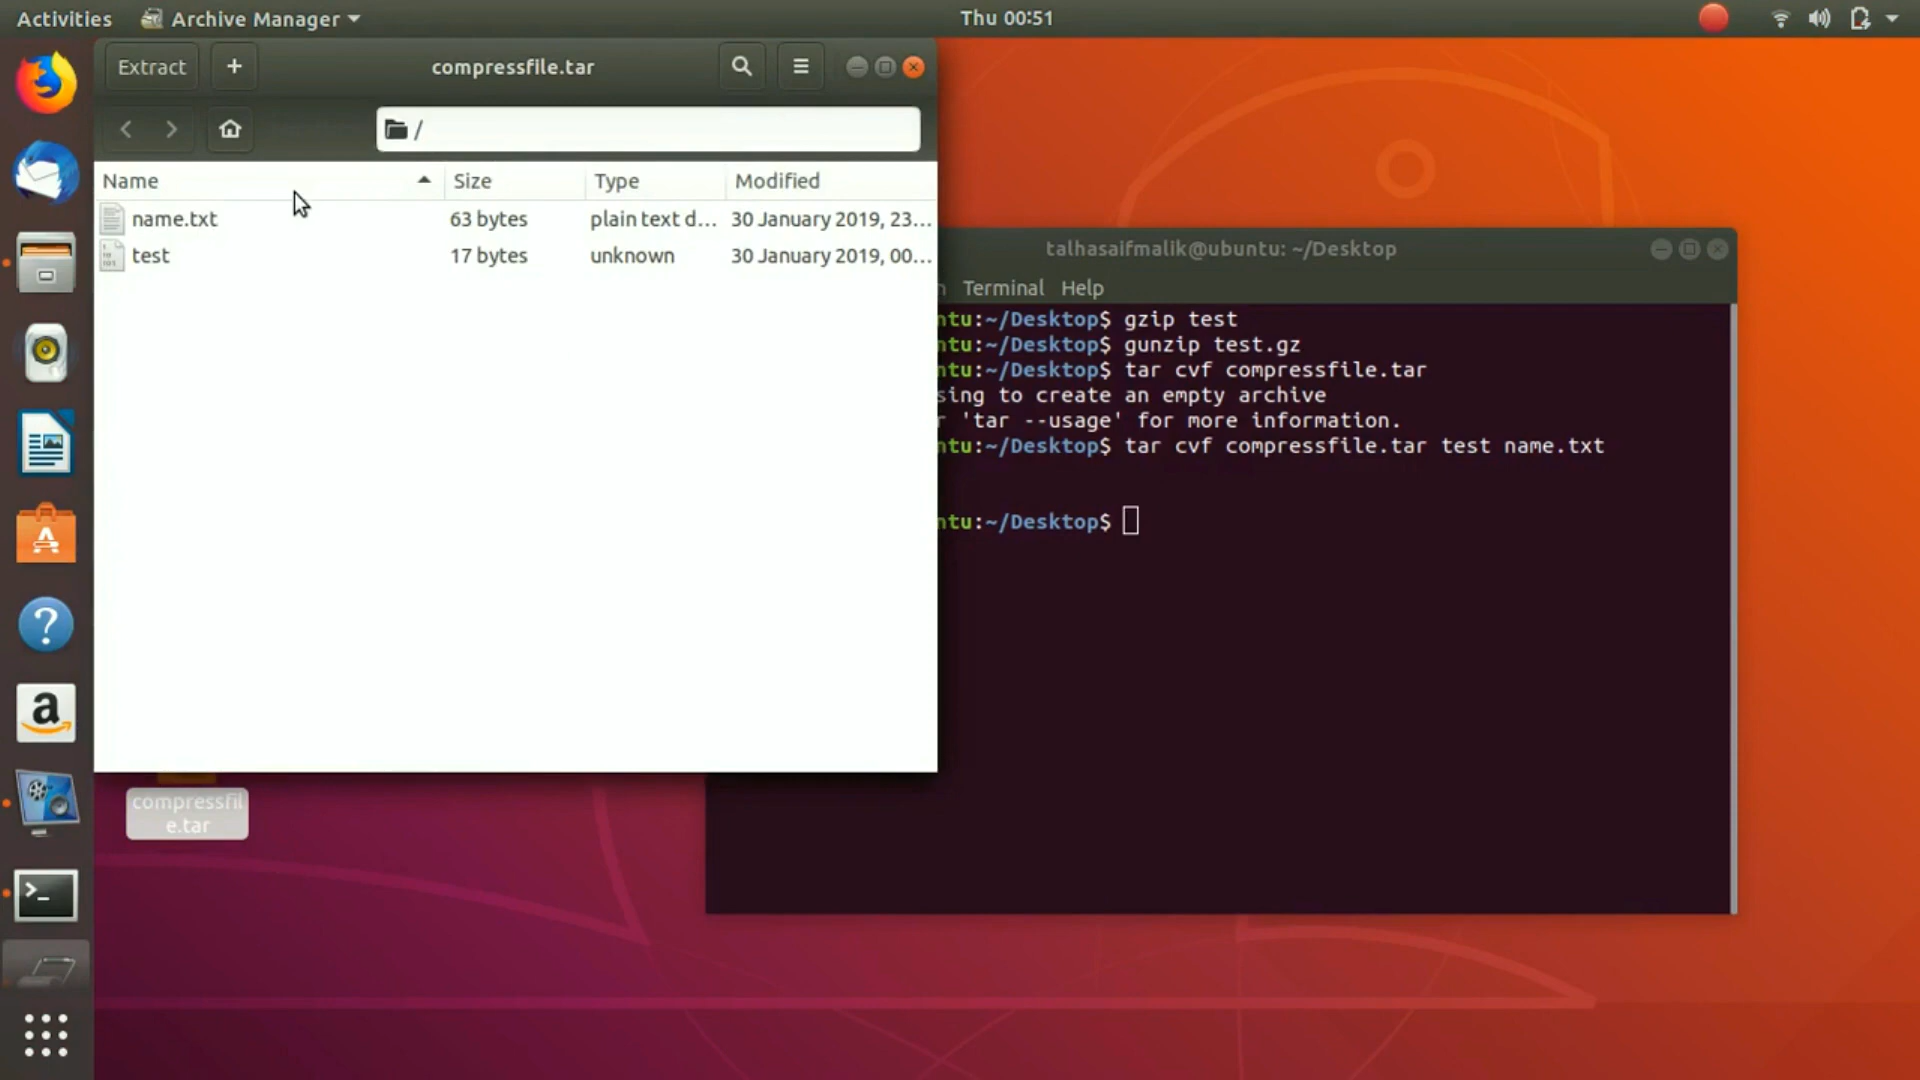 Activities Archive Manager Thu 00:51
Extract + compressfile.tar
/
Name Size Type Modified
name.txt 63 bytes plain text d... 30 January 2019, 23...
test 17 bytes unknown 30 January 2019, 00...
talhasaifmalik@ubuntu: ~/Desktop
Terminal Help
ntu:~/Desktop$ gzip test
ntu:~/Desktop$ gunzip test.gz
ntu:~/Desktop$ tar cvf compressfile.tar
sing to create an empty archive
r 'tar --usage' for more information.
ntu:~/Desktop$ tar cvf compressfile.tar test name.txt
ntu:~/Desktop$
compressfil
e.tar